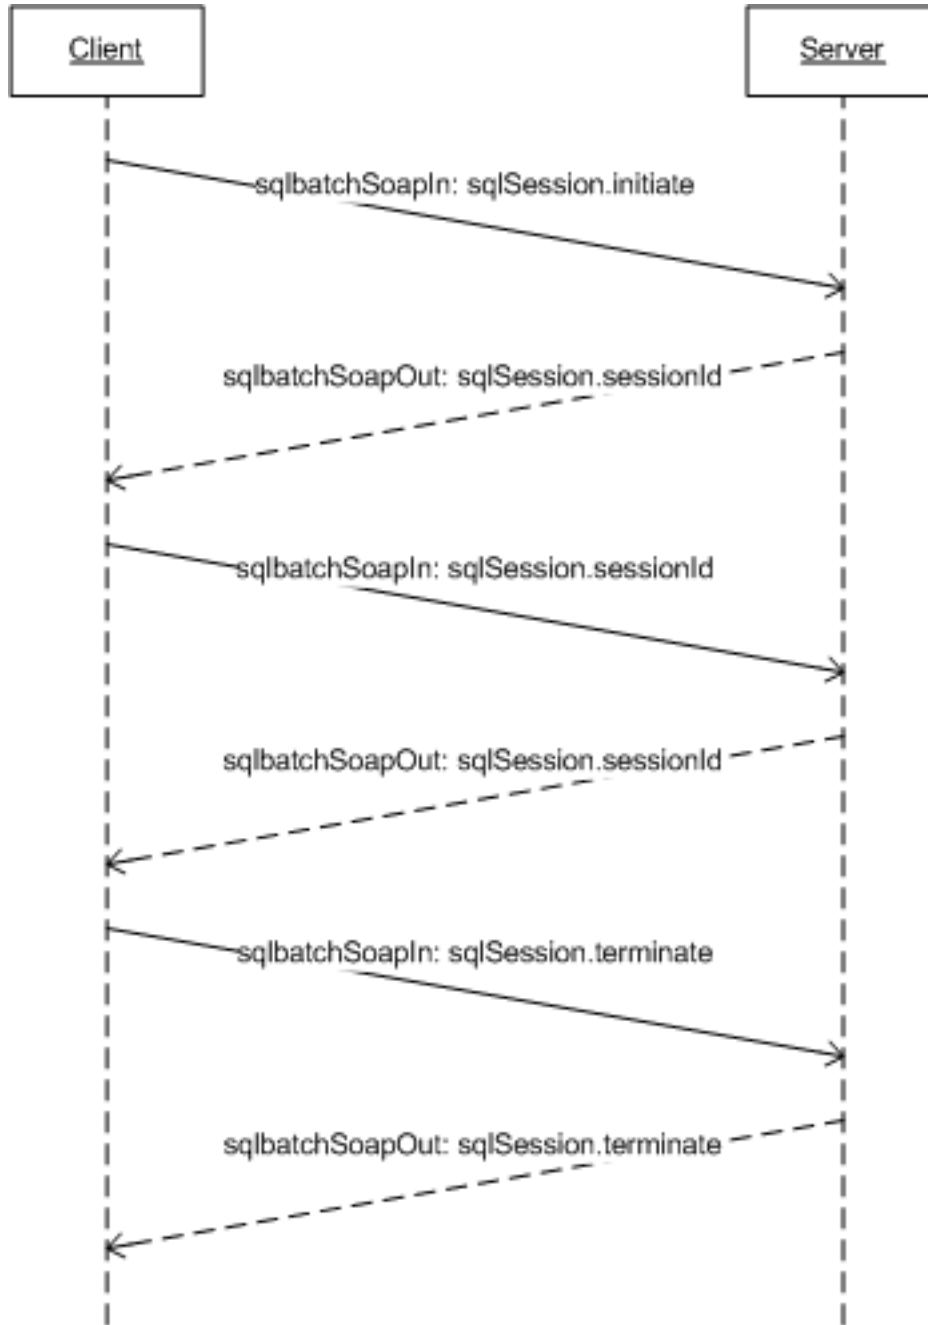 Client
Server
sqlbatchSoapIn: sqlSession.initiate
sqlbatchSoapOut: sqlSession.sessionId
sqlbatchSoapIn: sqlSession.sessionId
sqlbatchSoapOut: sqlSession.sessionId
sqlbatchSoapIn: sqlSession.terminate
sqlbatchSoapOut: sqlSession.terminate